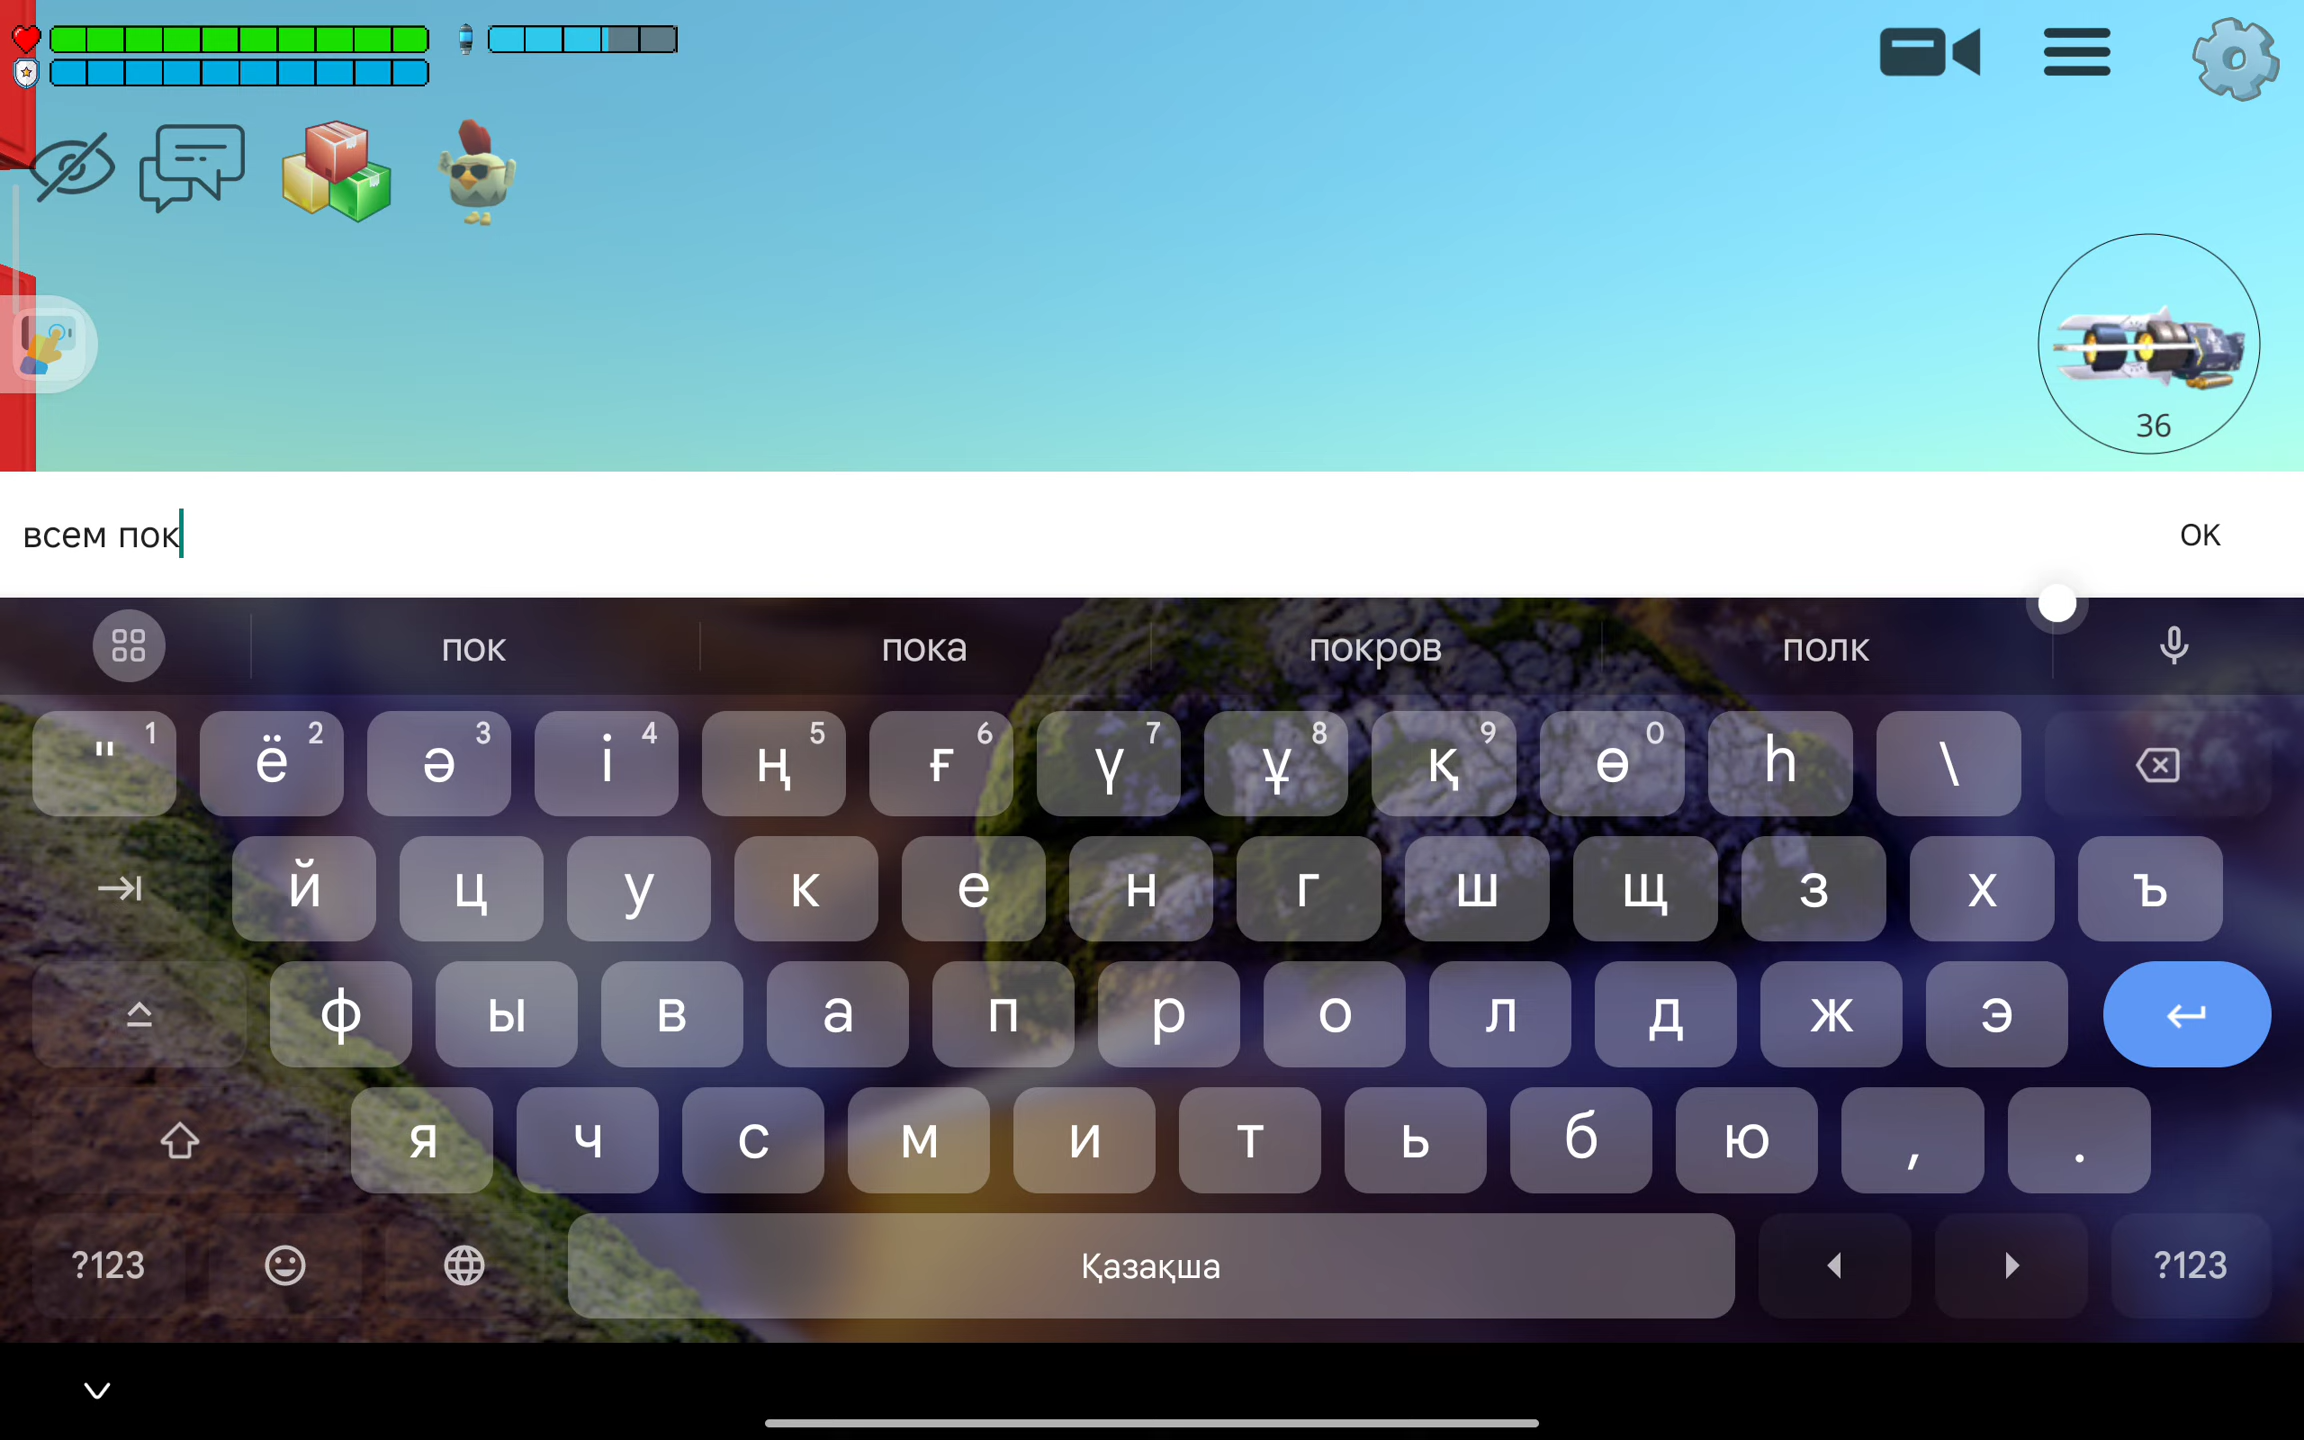 36
всем пок
OK
пок пока покров полк
" 1 ё 2 ә 3 і 4 ң 5 ғ 6 ү 7 ұ 8 қ 9 ө 0 һ \
й ц у к е н г ш щ з х ъ
ф ы в а п р о л д ж э
я ч с м и т ь б ю , .
?123 Қазақша ?123